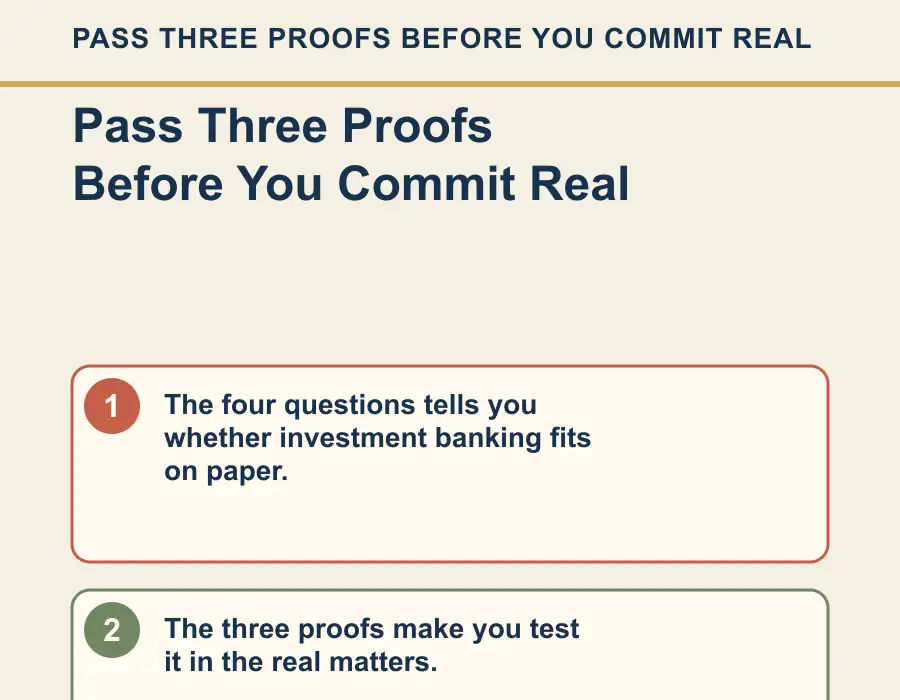 PASS THREE PROOFS BEFORE YOU COMMIT REAL
Pass Three Proofs
Before You Commit Real
1
The four questions tells you
whether investment banking fits
on paper.
2
The three proofs make you test
it in the real matters.